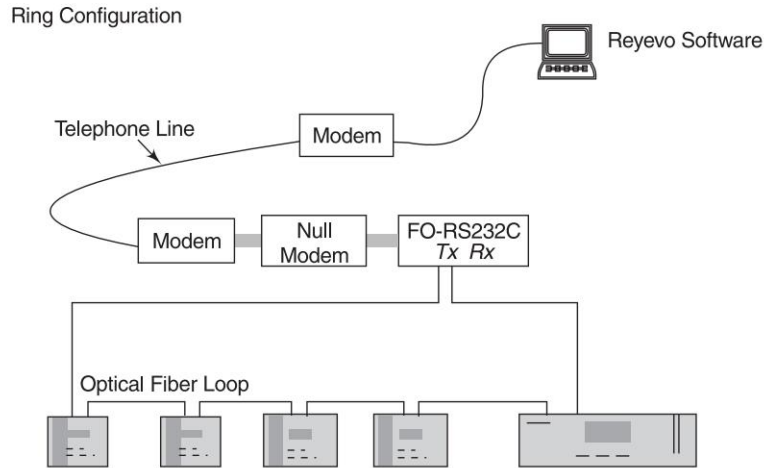 Ring Configuration
Reyevo Software
Telephone Line
Modem
Modem
Null
Modem
FO-RS232C
Tx Rx
Optical Fiber Loop